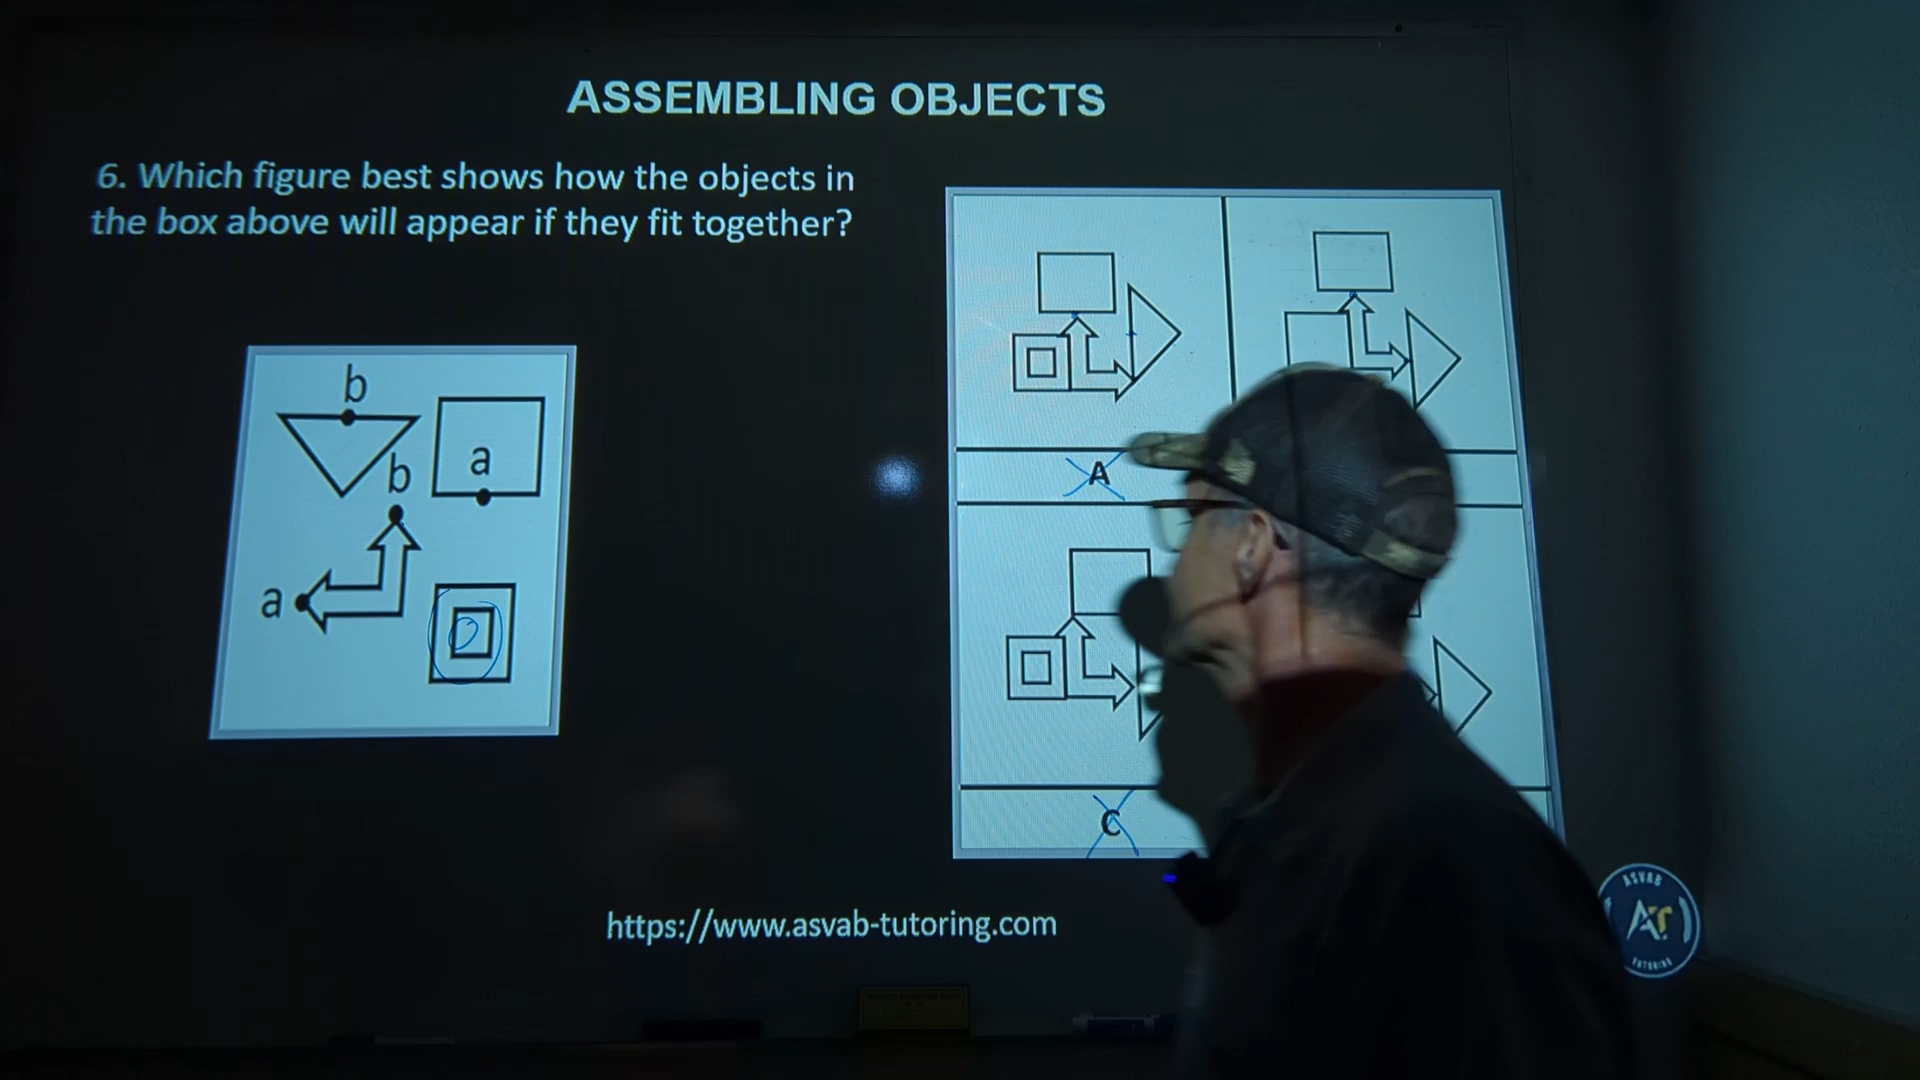 ASSEMBLING OBJECTS
6. Which figure best shows how the objects in
the box above will appear if they fit together?
b
b
a
a
A
C
https://www.asvab-tutoring.com
ASVAB
AT
TUTORING